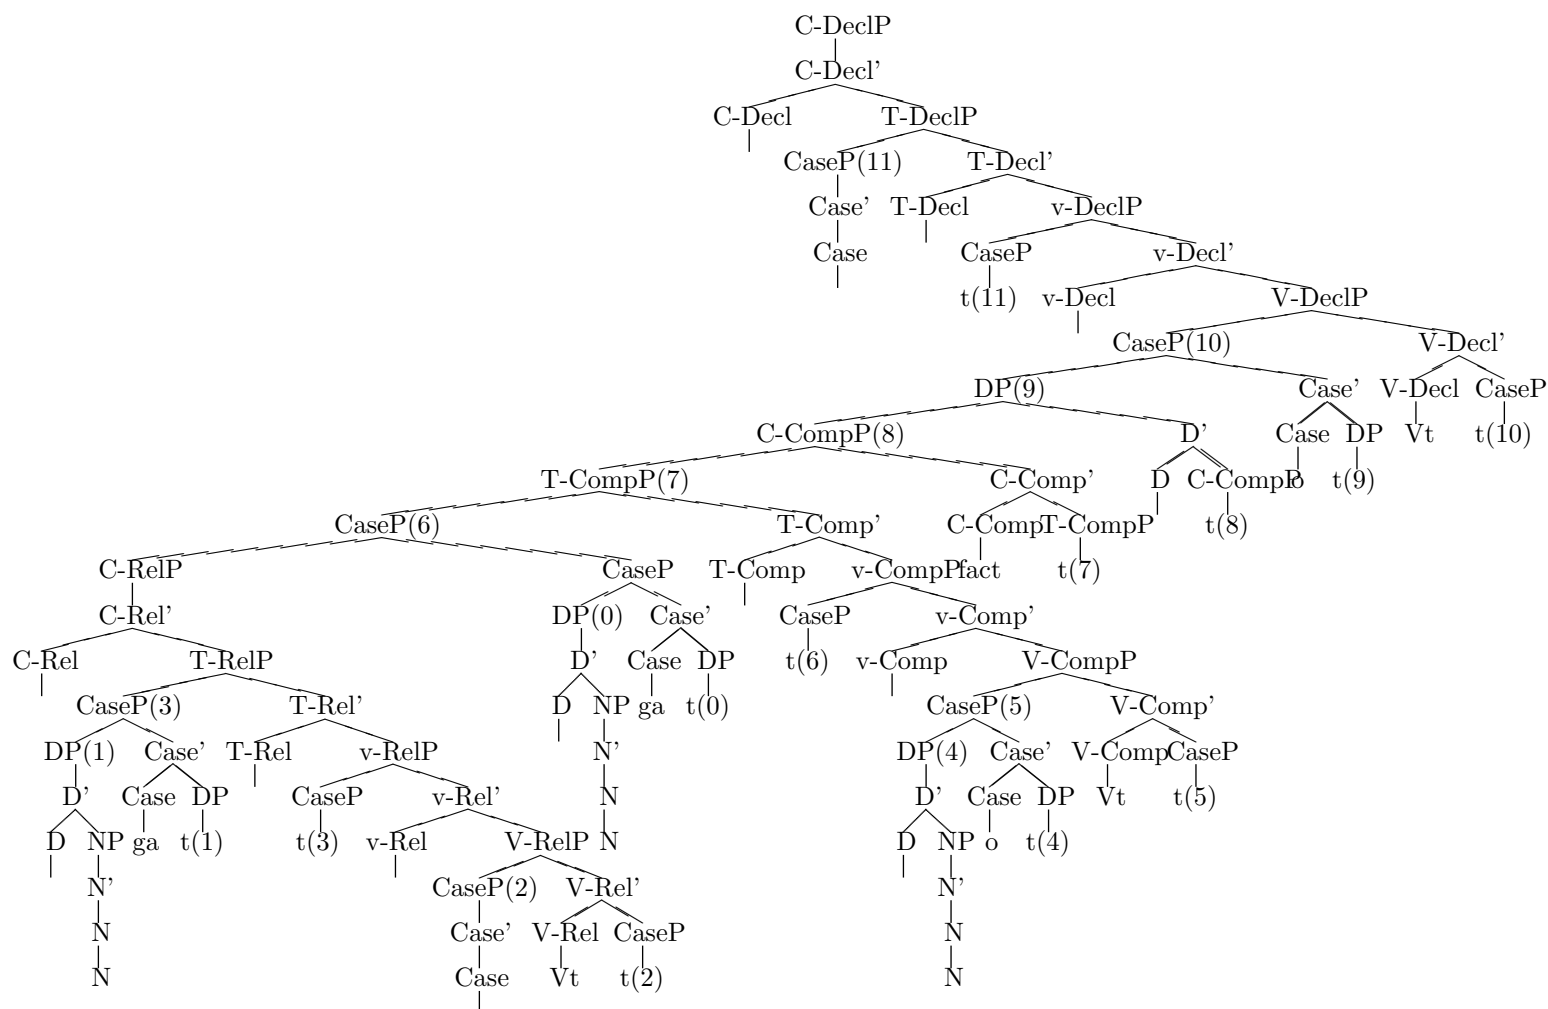 C-DeclP
C-Decl'
C-Decl T-DeclP
CaseP(11) T-Decl'
Case' T-Decl v-DeclP
Case CaseP v-Decl'
t(11) v-Decl V-DeclP
CaseP(10) V-Decl'
DP(9) Case' V-Decl CaseP
C-CompP(8) D' Case DP Vt t(10)
T-CompP(7) C-Comp' D C-CompP o t(9)
CaseP(6) T-Comp' C-Comp T-CompP t(8)
C-RelP CaseP T-Comp v-CompP fact t(7)
C-Rel' DP(0) Case' CaseP v-Comp'
C-Rel T-RelP D' Case DP t(6) v-Comp V-CompP
CaseP(3) T-Rel' D NP ga t(0) CaseP(5) V-Comp'
DP(1) Case' T-Rel v-RelP N' DP(4) Case' V-Comp CaseP
D' Case DP CaseP v-Rel' N D' Case DP Vt t(5)
D NP ga t(1) t(3) v-Rel V-RelP N D NP o t(4)
N' CaseP(2) V-Rel' N'
N Case' V-Rel CaseP N
N Case Vt t(2) N